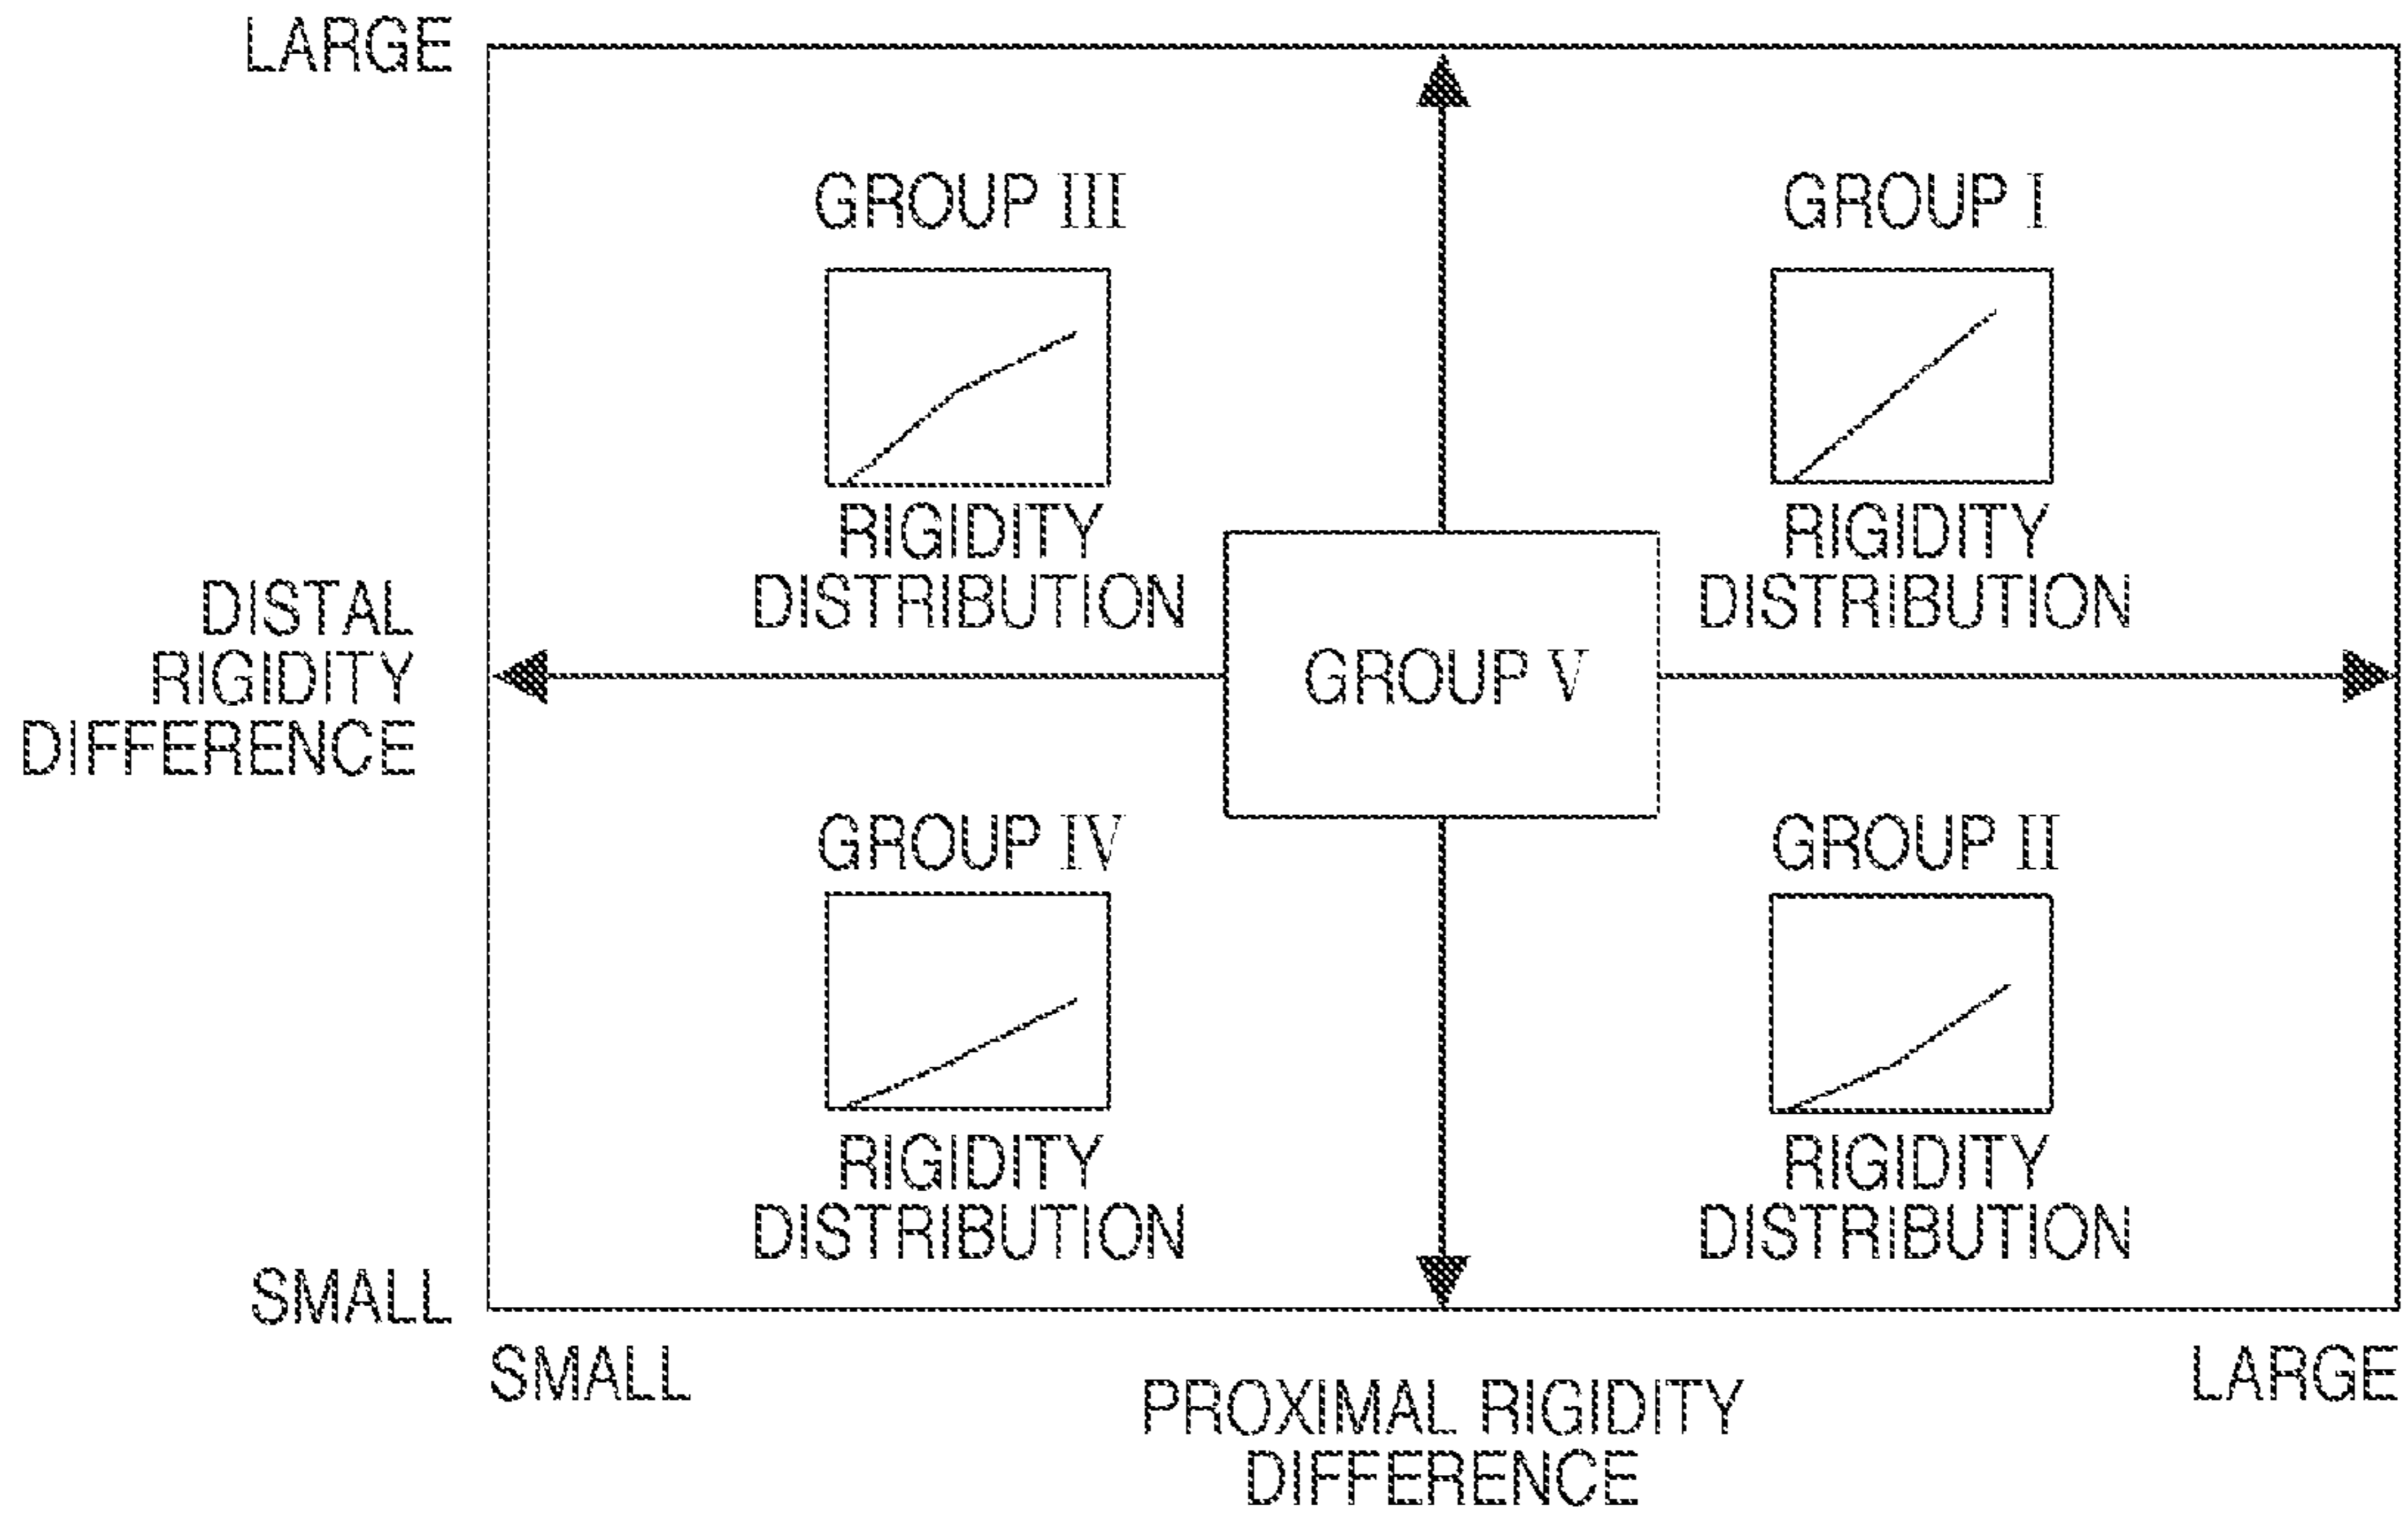 LARGE
GROUP III
GROUP I
RIGIDITY
DISTRIBUTION
RIGIDITY
DISTRIBUTION
DISTAL
RIGIDITY
DIFFERENCE
GROUP V
GROUP IV
GROUP II
RIGIDITY
DISTRIBUTION
RIGIDITY
DISTRIBUTION
SMALL
SMALL
LARGE
PROXIMAL RIGIDITY
DIFFERENCE